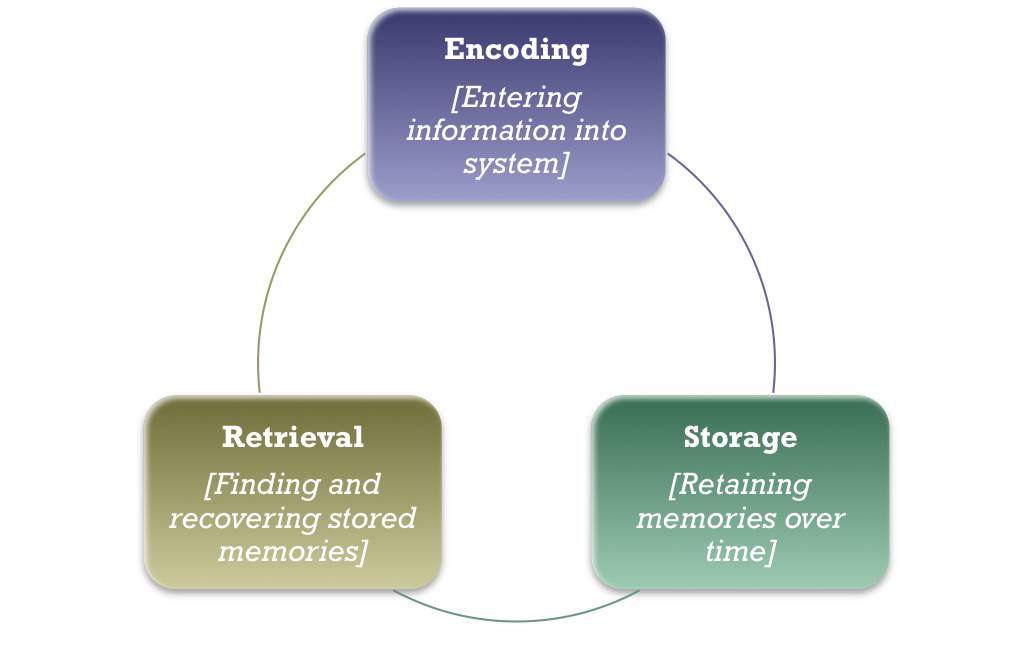 Encoding
[Entering
information into
system]
Retrieval
[Finding and
recovering stored
memories]
Storage
[Retaining
memories over
time]